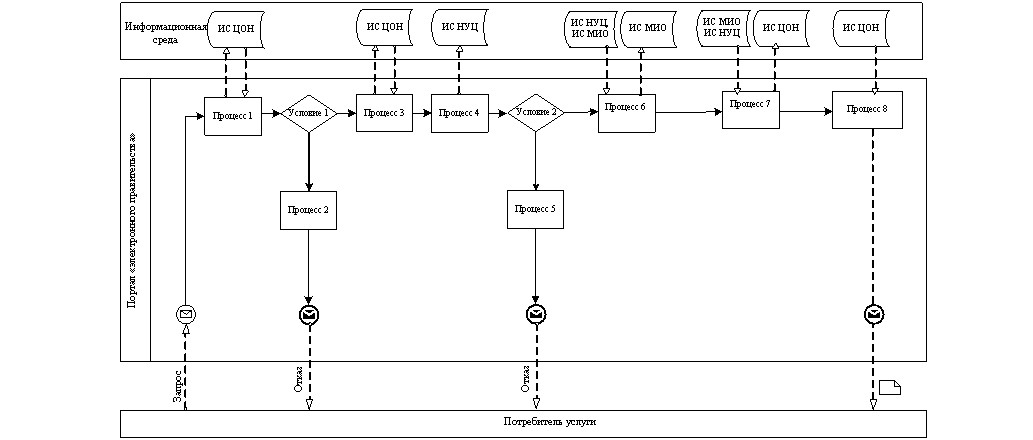 Информационная
среда
ИС ЦОН
ИС ЦОН
ИС НУЦ
ИС НУЦ,
ИС МИО
ИС МИО
ИС МИО
ИС НУЦ
ИС ЦОН
ИС ЦОН
Портал «электронного правительства»
Процесс 1
Условие 1
Процесс 3
Процесс 4
Условие 2
Процесс 6
Процесс 7
Процесс 8
Процесс 2
Процесс 5
Запрос
Отказ
Отказ
Потребитель услуги